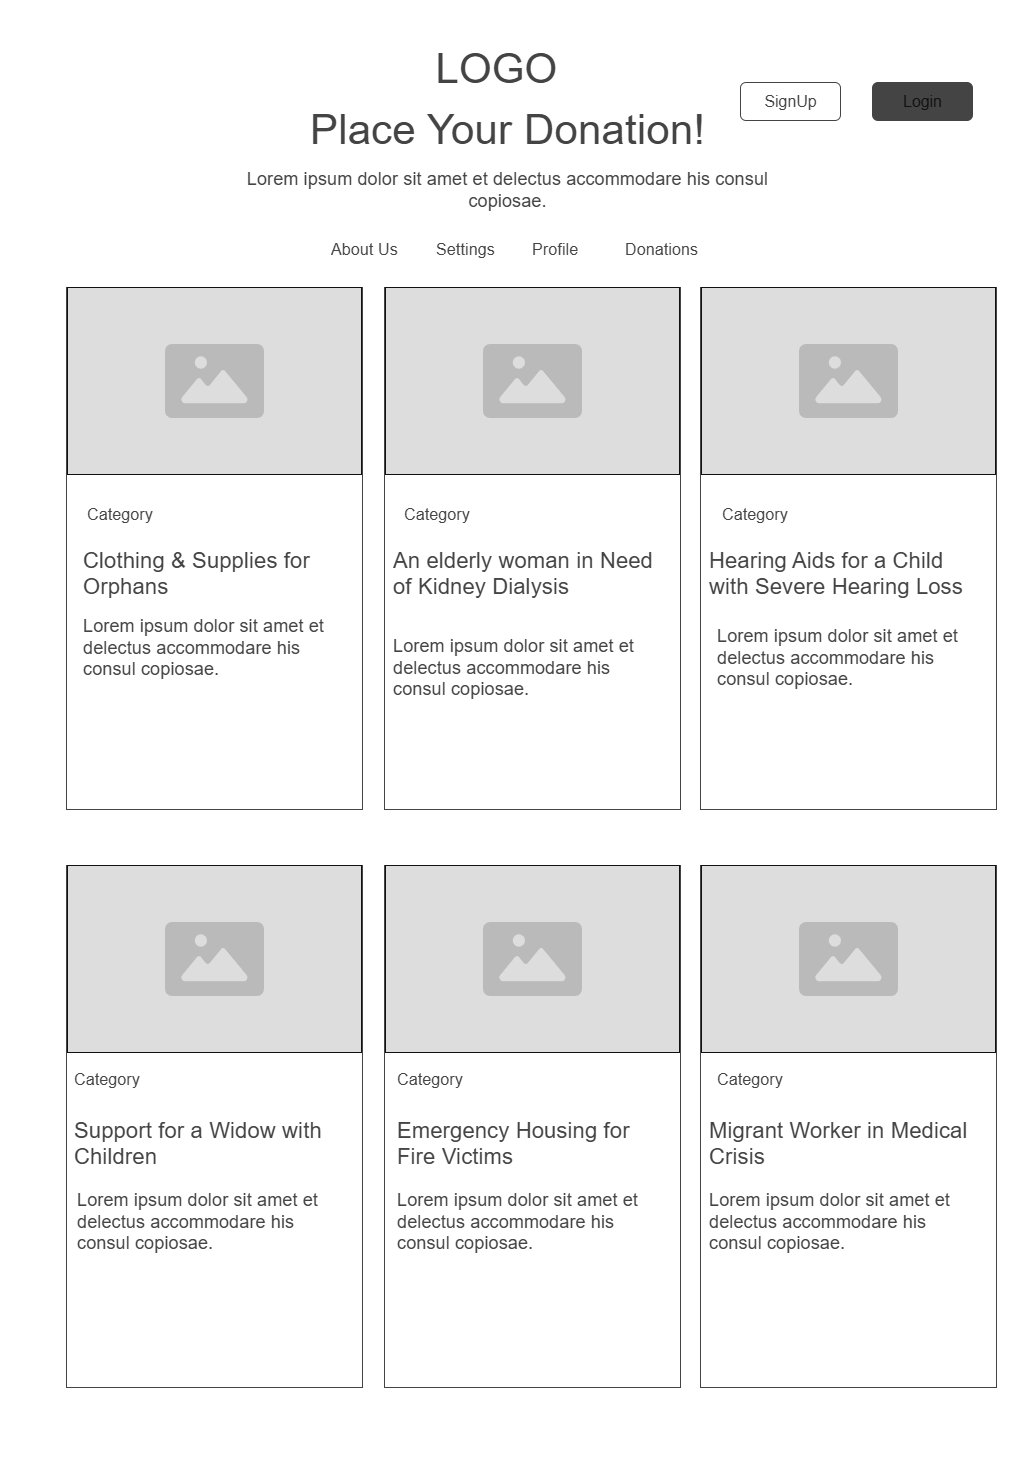 LOGO
SignUp
Login
Place Your Donation!
Lorem ipsum dolor sit amet et delectus accommodare his consul
copiosae.
About Us
Settings
Profile
Donations
Category
Clothing & Supplies for
Orphans
Lorem ipsum dolor sit amet et
delectus accommodare his
consul copiosae.
Category
An elderly woman in Need
of Kidney Dialysis
Lorem ipsum dolor sit amet et
delectus accommodare his
consul copiosae.
Category
Hearing Aids for a Child
with Severe Hearing Loss
Lorem ipsum dolor sit amet et
delectus accommodare his
consul copiosae.
Category
Support for a Widow with
Children
Lorem ipsum dolor sit amet et
delectus accommodare his
consul copiosae.
Category
Emergency Housing for
Fire Victims
Lorem ipsum dolor sit amet et
delectus accommodare his
consul copiosae.
Category
Migrant Worker in Medical
Crisis
Lorem ipsum dolor sit amet et
delectus accommodare his
consul copiosae.